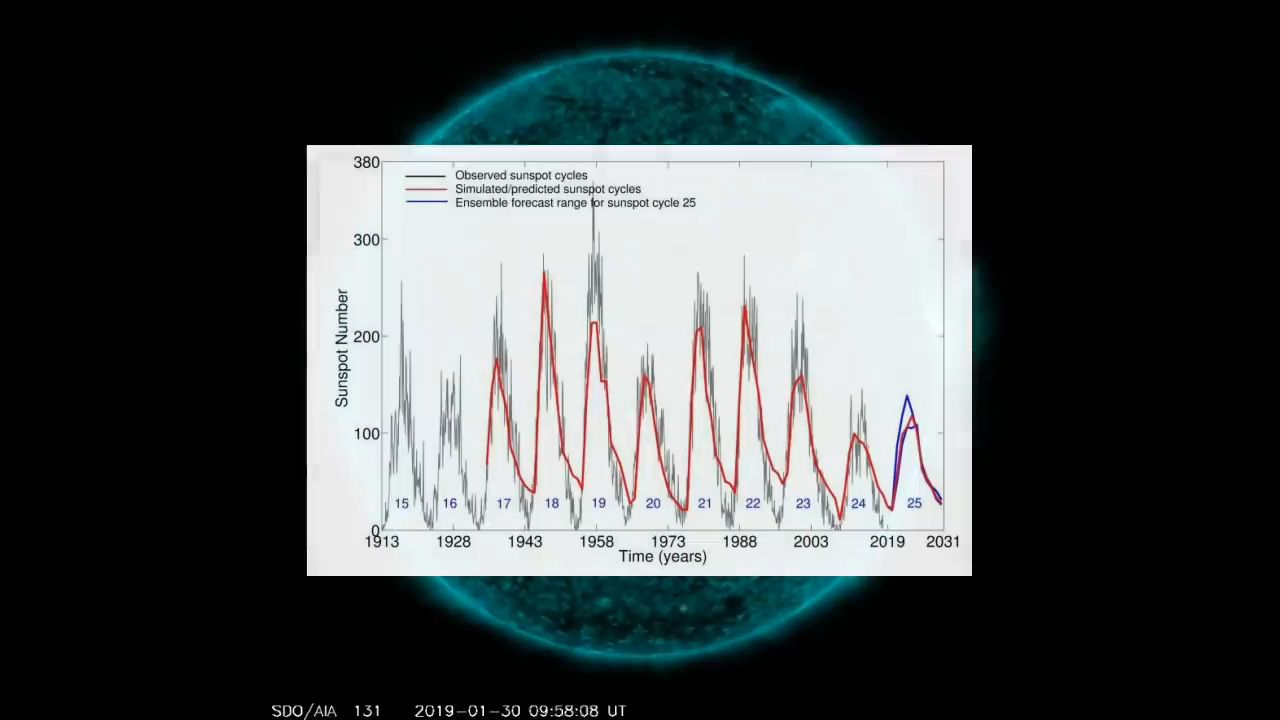 380
Observed sunspot cycles
Simulated/predicted sunspot cycles
Ensemble forecast range for sunspot cycle 25
300
200
100
0
Sunspot Number
15 16 17 18 19 20 21 22 23 24 25
1913 1928 1943 1958 1973 1988 2003 2019 2031
Time (years)
SDO/AIA 131 2019-01-30 09:58:08 UT